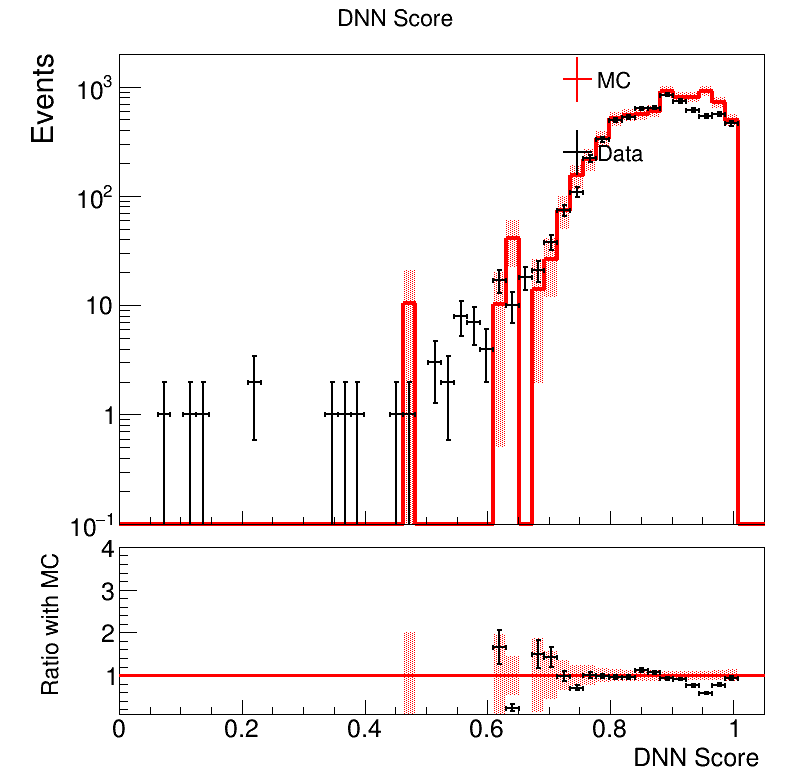 DNN Score
Events
10³
10²
10
1
10⁻¹
MC
Data
Ratio with MC
4
3
2
1
0 0.2 0.4 0.6 0.8 1
DNN Score